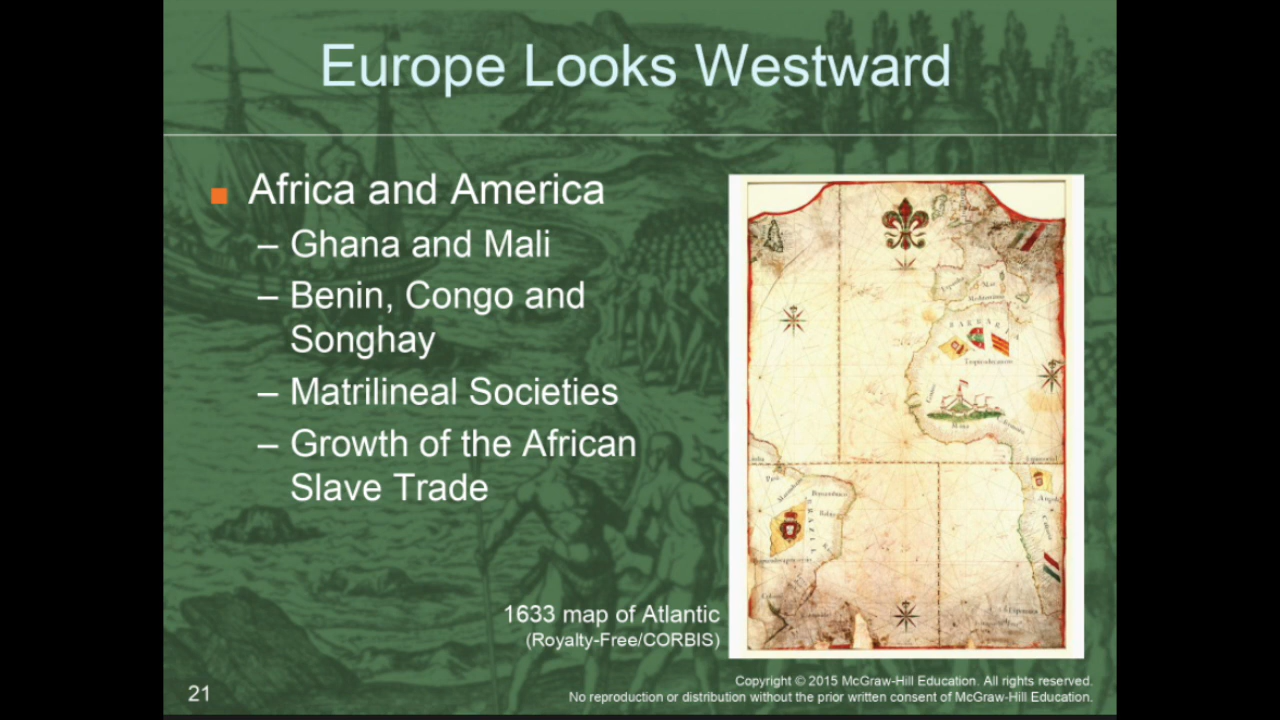 Europe Looks Westward
■ Africa and America
– Ghana and Mali
– Benin, Congo and
Songhay
– Matrilineal Societies
– Growth of the African
Slave Trade
1633 map of Atlantic
(Royalty-Free/CORBIS)
BRAZIL
21
Copyright © 2015 McGraw-Hill Education. All rights reserved.
No reproduction or distribution without the prior written consent of McGraw-Hill Education.